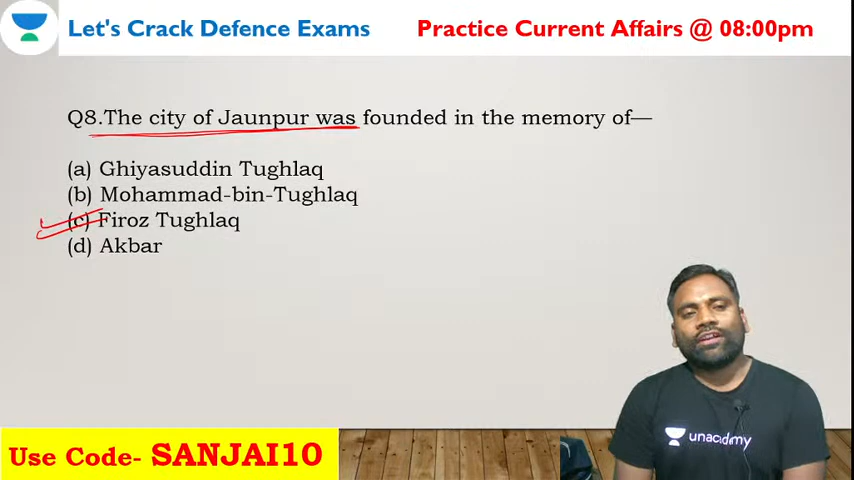 Let's Crack Defence Exams
Practice Current Affairs @ 08:00pm
Q8.The city of Jaunpur was founded in the memory of—
(a) Ghiyasuddin Tughlaq
(b) Mohammad-bin-Tughlaq
(c) Firoz Tughlaq
(d) Akbar
unacademy
Use Code- SANJAI10